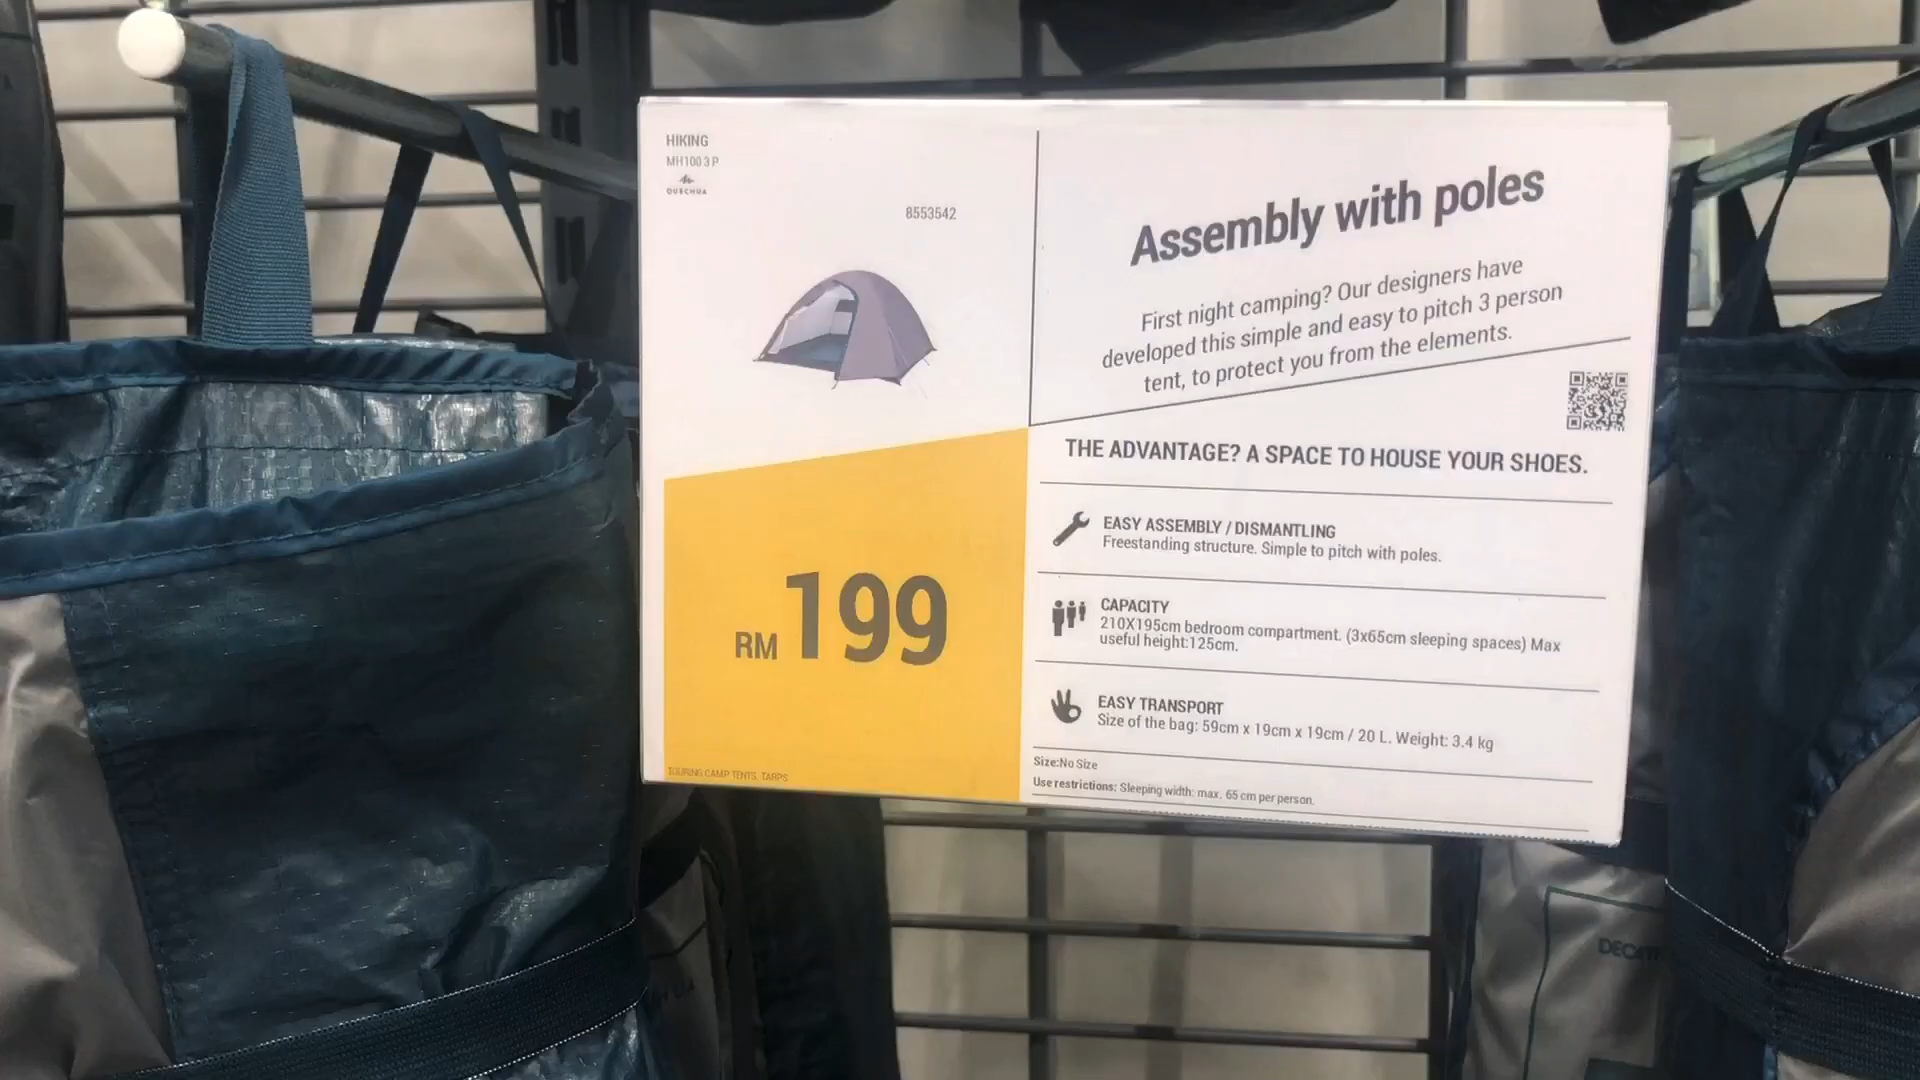 HIKING
MH100 3 P
QUECHUA
8553542
Assembly with poles
First night camping? Our designers have
developed this simple and easy to pitch 3 person
tent, to protect you from the elements.
THE ADVANTAGE? A SPACE TO HOUSE YOUR SHOES.
EASY ASSEMBLY / DISMANTLING
Freestanding structure. Simple to pitch with poles.
CAPACITY
210X195cm bedroom compartment. (3x65cm sleeping spaces) Max
useful height:125cm.
EASY TRANSPORT
Size of the bag: 59cm x 19cm x 19cm / 20 L. Weight: 3.4 kg
Size:No Size
Use restrictions: Sleeping width: max. 65 cm per person.
RM 199
TOURING CAMP TENTS, TARPS